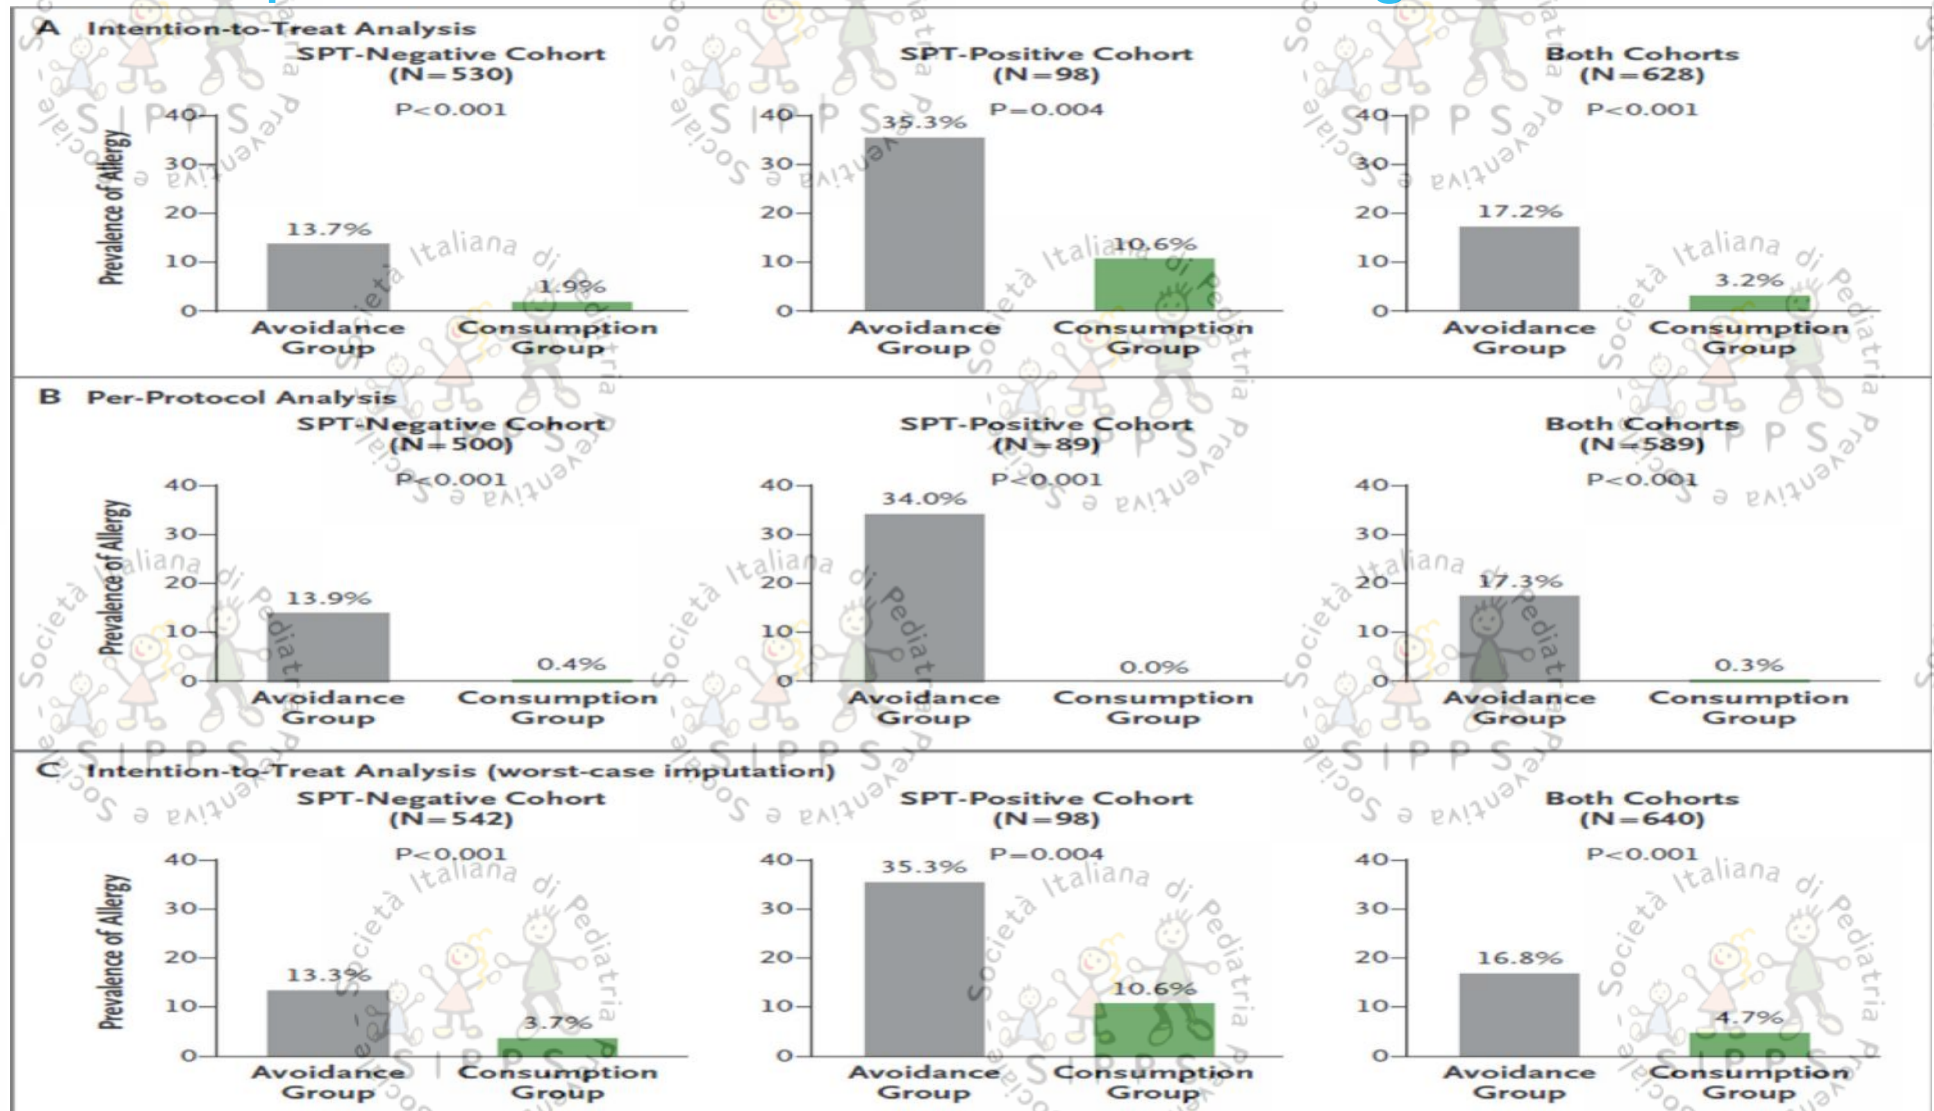 A Intention-to-Treat Analysis
SPT-Negative Cohort
(N=530)
P<0.001
Prevalence of Allergy
40
30
20
10
0
13.7%
1.9%
Avoidance Group
Consumption Group
SPT-Positive Cohort
(N=98)
P=0.004
40
30
20
10
0
35.3%
10.6%
Avoidance Group
Consumption Group
Both Cohorts
(N=628)
P<0.001
40
30
20
10
0
17.2%
3.2%
Avoidance Group
Consumption Group
B Per-Protocol Analysis
SPT-Negative Cohort
(N=500)
P<0.001
Prevalence of Allergy
40
30
20
10
0
13.9%
0.4%
Avoidance Group
Consumption Group
SPT-Positive Cohort
(N=89)
P<0.001
40
30
20
10
0
34.0%
0.0%
Avoidance Group
Consumption Group
Both Cohorts
(N=589)
P<0.001
40
30
20
10
0
17.3%
0.3%
Avoidance Group
Consumption Group
C Intention-to-Treat Analysis (worst-case imputation)
SPT-Negative Cohort
(N=542)
P<0.001
Prevalence of Allergy
40
30
20
10
0
13.3%
3.7%
Avoidance Group
Consumption Group
SPT-Positive Cohort
(N=98)
P=0.004
40
30
20
10
0
35.3%
10.6%
Avoidance Group
Consumption Group
Both Cohorts
(N=640)
P<0.001
40
30
20
10
0
16.8%
4.7%
Avoidance Group
Consumption Group
Società Italiana di Pediatria Preventiva e Sociale
SIPPS